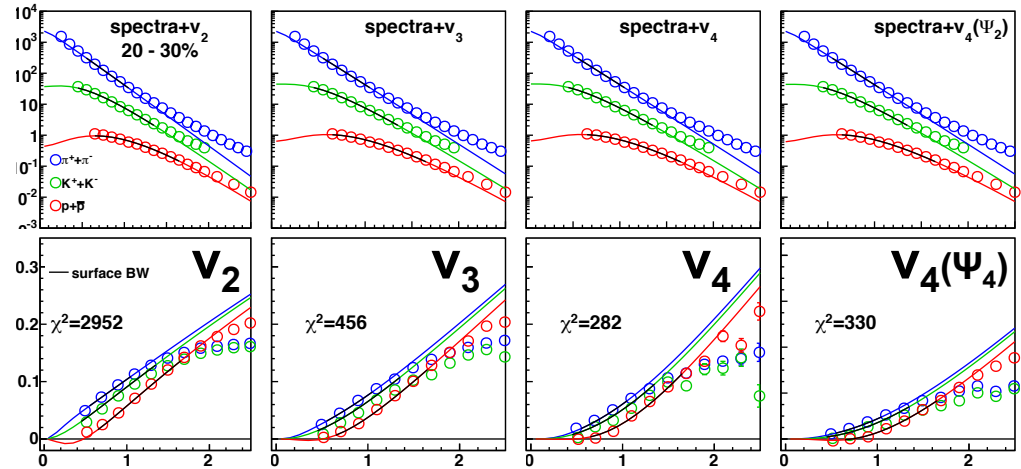 10⁴
10³
10²
10
1
10⁻¹
10⁻²
spectra+v₂
20 - 30%
π⁺+π⁻
K⁺+K⁻
p+p̅
spectra+v₃
spectra+v₄
spectra+v₄(Ψ₂)
0.3
0.2
0.1
0
surface BW
v₂
χ²=2952
v₃
χ²=456
v₄
χ²=282
v₄(Ψ₄)
χ²=330
0 1 2
0 1 2
0 1 2
0 1 2